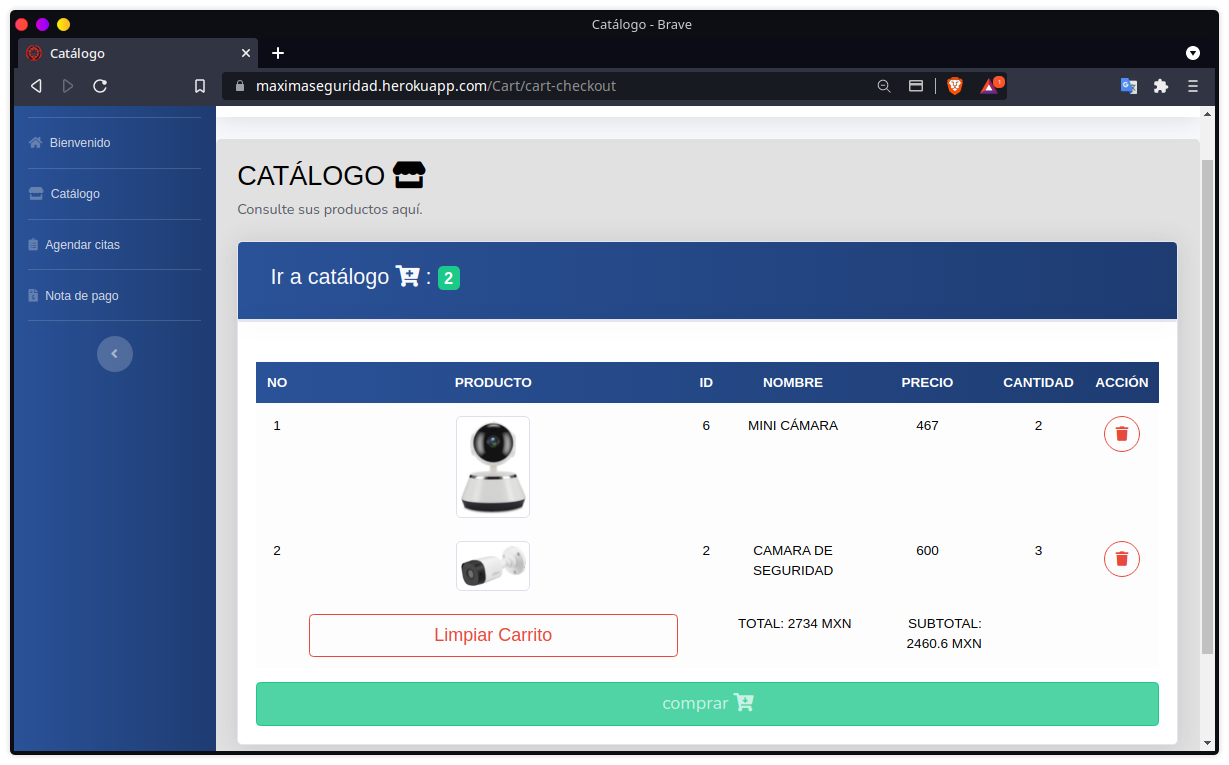 Catálogo - Brave
Catálogo
maximaseguridad.herokuapp.com/Cart/cart-checkout
1
Bienvenido
Catálogo
Agendar citas
Nota de pago
CATÁLOGO
Consulte sus productos aquí.
Ir a catálogo : 2
NO PRODUCTO ID NOMBRE PRECIO CANTIDAD ACCIÓN
1 6 MINI CÁMARA 467 2
2 2 CAMARA DE 600 3
SEGURIDAD
Limpiar Carrito TOTAL: 2734 MXN SUBTOTAL:
2460.6 MXN
comprar